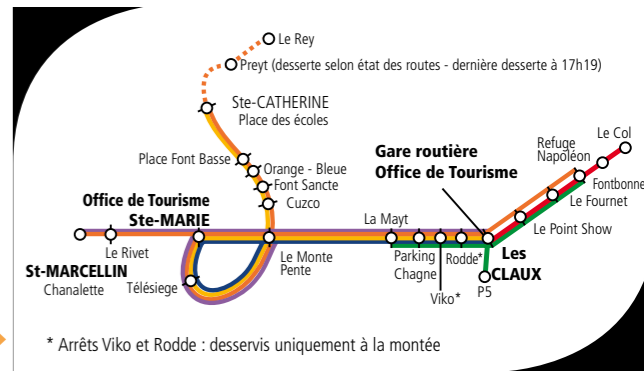 Le Rey
Preyt (desserte selon état des routes - dernière desserte à 17h19)
Ste-CATHERINE
Place des écoles
Place Font Basse
Orange - Bleue
Font Sancte
Cuzco
Gare routière
Office de Tourisme
Refuge
Napoléon
Le Col
Fontbonne
Le Fournet
Le Point Show
Office de Tourisme
Ste-MARIE
La Mayt
Le Rivet
St-MARCELLIN
Chanalette
Télésiege
Le Monte
Pente
Parking
Chagne
Viko*
Rodde*
Les
CLAUX
P5
* Arrêts Viko et Rodde : desservis uniquement à la montée